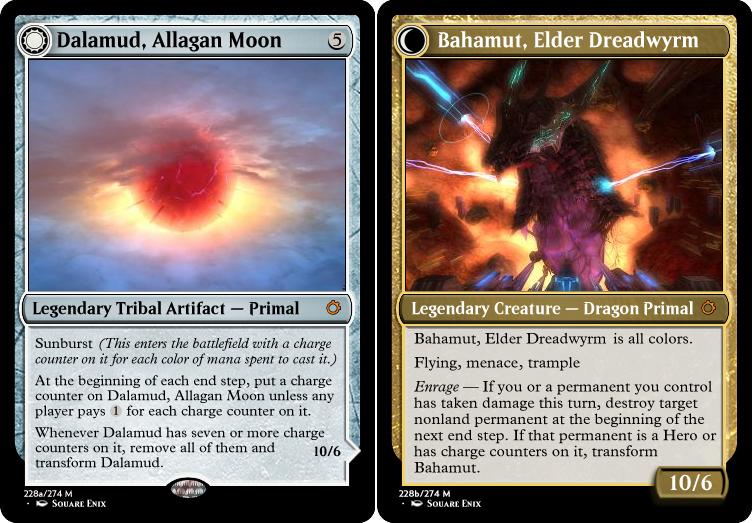 Dalamud, Allagan Moon 5
Legendary Tribal Artifact — Primal
Sunburst (This enters the battlefield with a charge
counter on it for each color of mana spent to cast it.)
At the beginning of each end step, put a charge
counter on Dalamud, Allagan Moon unless any
player pays 1 for each charge counter on it.
Whenever Dalamud has seven or more charge
counters on it, remove all of them and
transform Dalamud.
10/6
228a/274 M
• SQUARE ENIX
Bahamut, Elder Dreadwyrm
Legendary Creature — Dragon Primal
Bahamut, Elder Dreadwyrm is all colors.
Flying, menace, trample
Enrage — If you or a permanent you control
has taken damage this turn, destroy target
nonland permanent at the beginning of the
next end step. If that permanent is a Hero or
has charge counters on it, transform
Bahamut.
10/6
228b/274 M
• SQUARE ENIX